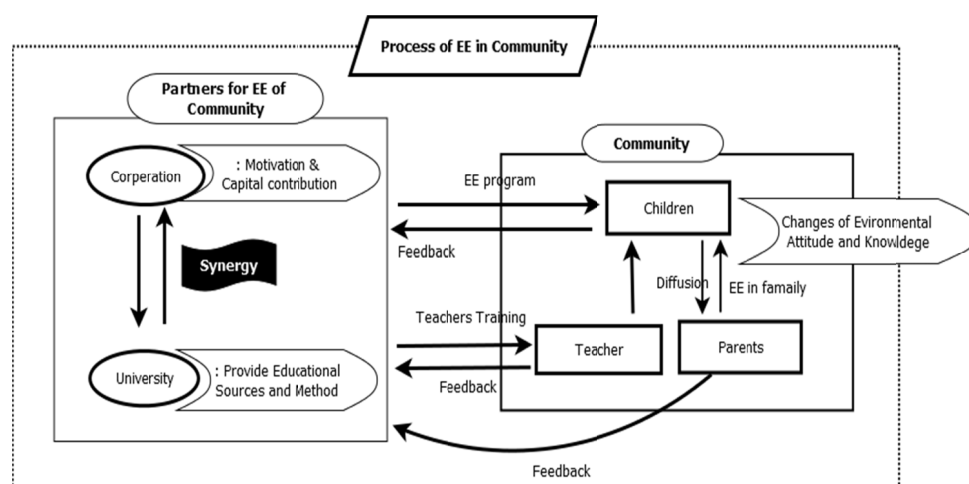 Process of EE in Community
Partners for EE of
Community
Corperation
: Motivation &
Capital contribution
Synergy
University
: Provide Educational
Sources and Method
EE program
Feedback
Teachers Training
Feedback
Feedback
Community
Children
Changes of Evironmental
Attitude and Knowldege
Diffusion
EE in famaily
Teacher
Parents